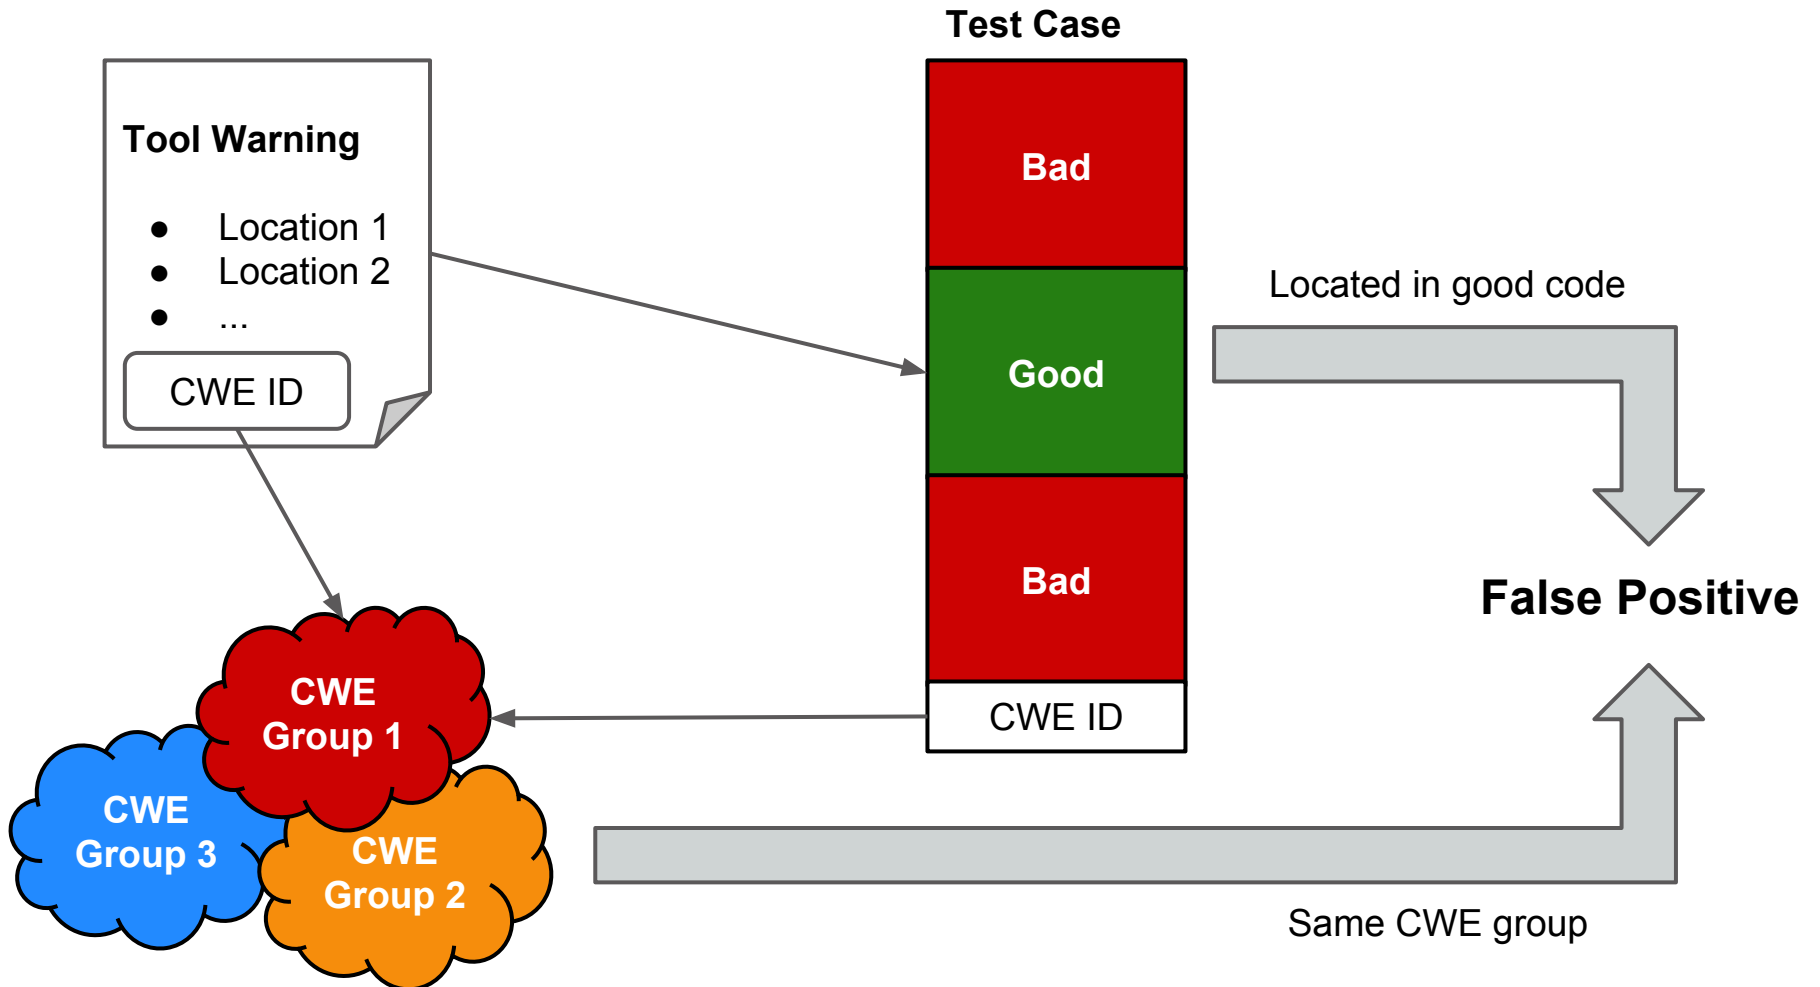 Test Case
Tool Warning
● Location 1
● Location 2
● ...
CWE ID
Bad
Good
Bad
CWE ID
Located in good code
False Positive
CWE
Group 1
CWE
Group 3
CWE
Group 2
Same CWE group